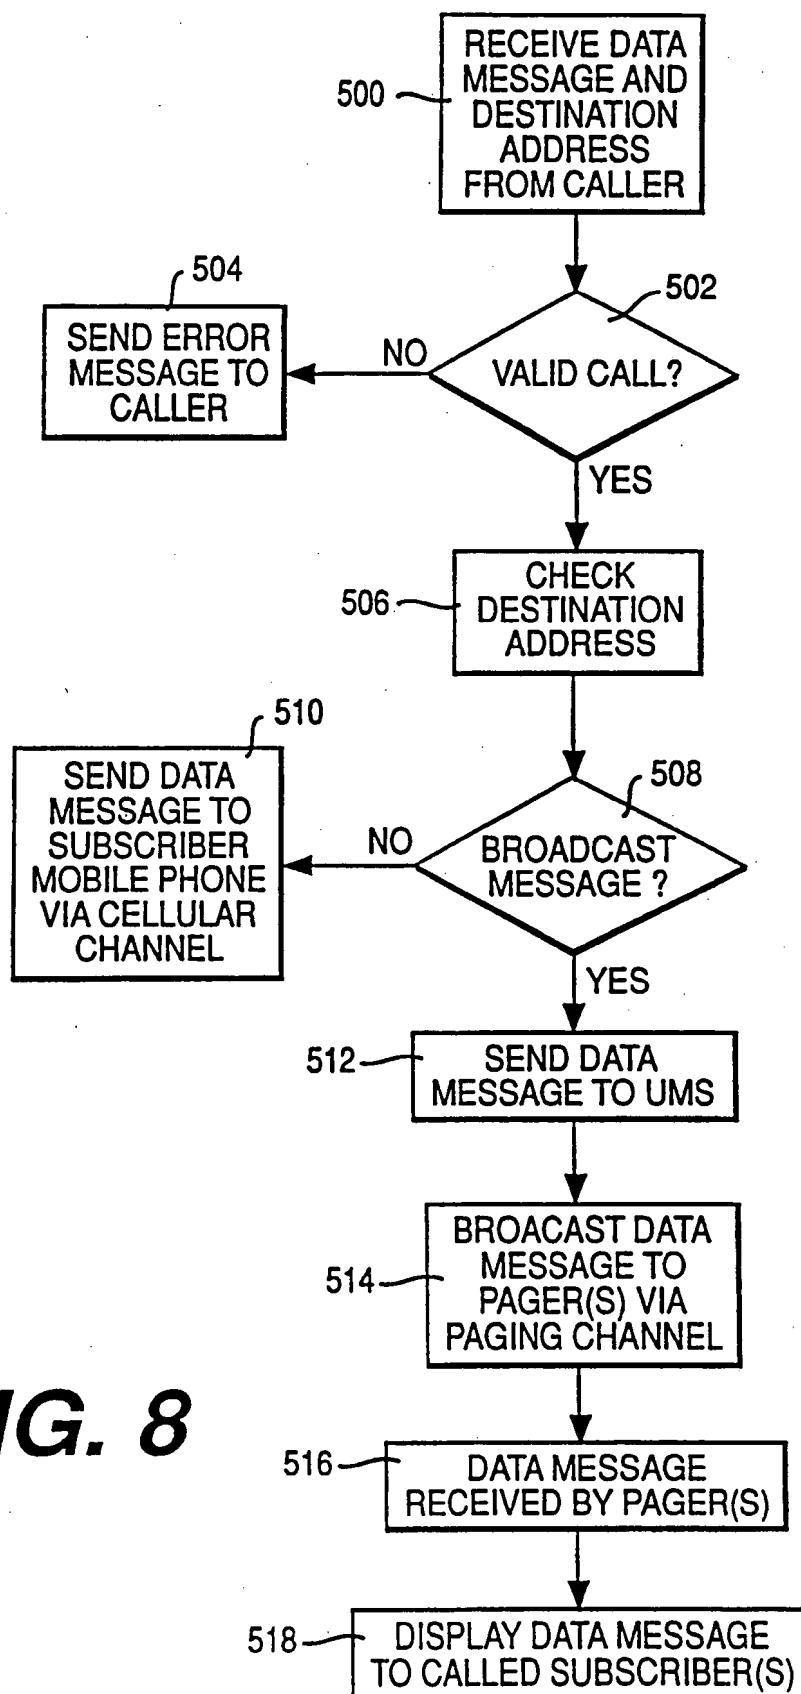 RECEIVE DATA
MESSAGE AND
DESTINATION
ADDRESS
FROM CALLER
500
504
502
SEND ERROR
MESSAGE TO
CALLER
NO
VALID CALL?
YES
506
CHECK
DESTINATION
ADDRESS
510
508
SEND DATA
MESSAGE TO
SUBSCRIBER
MOBILE PHONE
VIA CELLULAR
CHANNEL
NO
BROADCAST
MESSAGE ?
YES
512
SEND DATA
MESSAGE TO UMS
514
BROACAST DATA
MESSAGE TO
PAGER(S) VIA
PAGING CHANNEL
IG. 8
516
DATA MESSAGE
RECEIVED BY PAGER(S)
518
DISPLAY DATA MESSAGE
TO CALLED SUBSCRIBER(S)